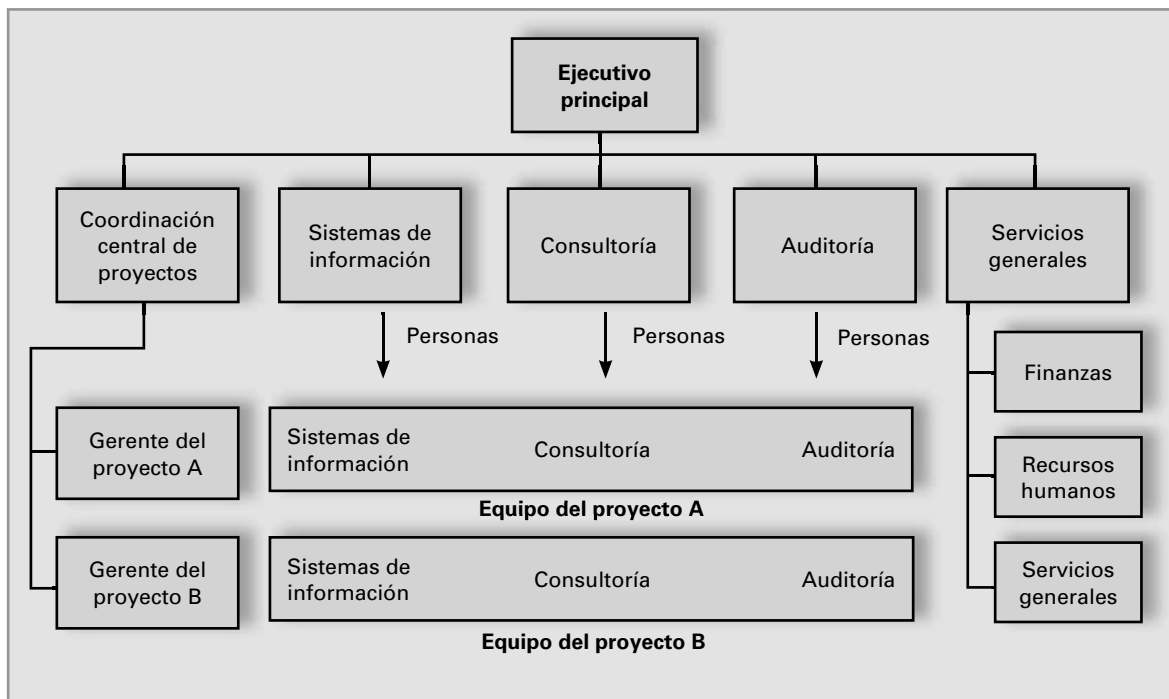 Ejecutivo
principal
Coordinación
central de
proyectos
Sistemas de
información
Consultoría
Auditoría
Servicios
generales
Personas
Personas
Personas
Finanzas
Gerente del
proyecto A
Sistemas de
información
Consultoría
Auditoría
Equipo del proyecto A
Recursos
humanos
Gerente del
proyecto B
Sistemas de
información
Consultoría
Auditoría
Equipo del proyecto B
Servicios
generales